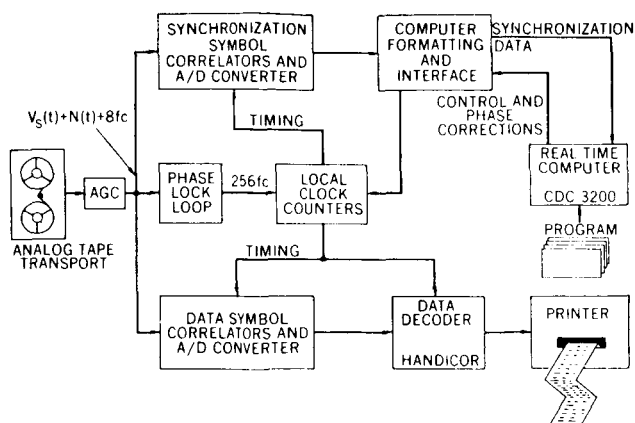 SYNCHRONIZATION
SYMBOL
CORRELATORS AND
A/D CONVERTER
COMPUTER
FORMATTING
AND
INTERFACE
SYNCHRONIZATION
DATA
CONTROL AND
PHASE
CORRECTIONS
VS(t)+N(t)+8fc
TIMING
REAL TIME
COMPUTER
CDC 3200
AGC
PHASE
LOCK
LOOP
256fc
LOCAL
CLOCK
COUNTERS
ANALOG TAPE
TRANSPORT
PROGRAM
TIMING
DATA SYMBOL
CORRELATORS AND
A/D CONVERTER
DATA
DECODER
HANDICOR
PRINTER